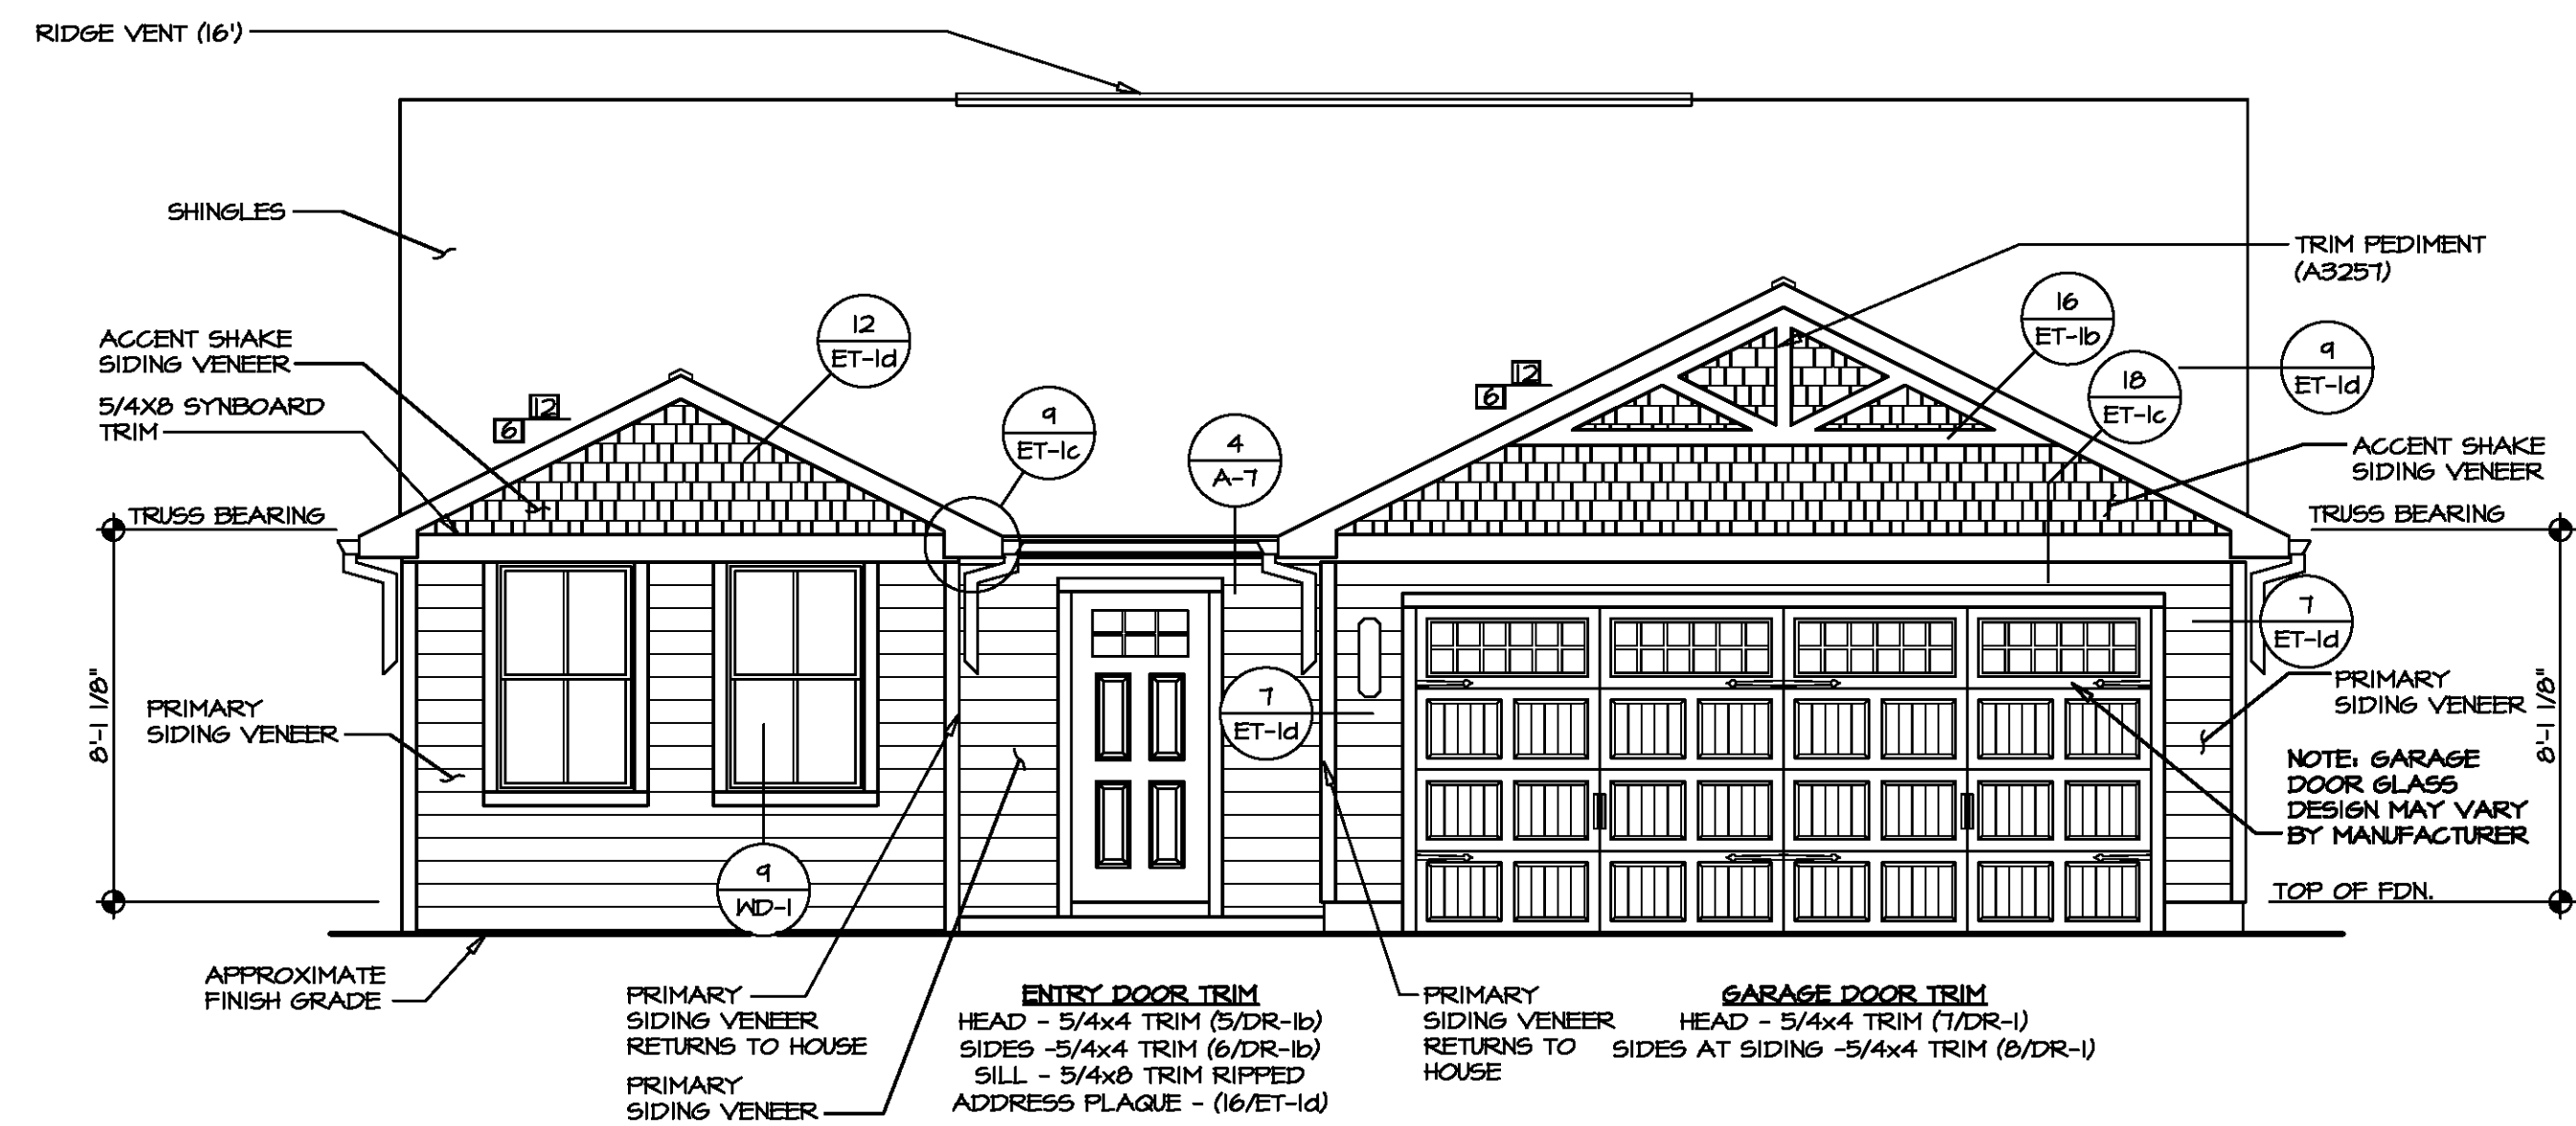 RIDGE VENT (16')
SHINGLES
TRIM PEDIMENT
(A3257)
12
ET-1d
16
ET-1b
9
ET-1d
ACCENT SHAKE
SIDING VENEER
5/4X8 SYNBOARD
TRIM
12
6
9
ET-1c
4
A-7
12
6
18
ET-1c
ACCENT SHAKE
SIDING VENEER
TRUSS BEARING
TRUSS BEARING
8'-1 1/8"
PRIMARY
SIDING VENEER
7
ET-1d
7
ET-1d
PRIMARY
SIDING VENEER
8'-1 1/8"
NOTE: GARAGE
DOOR GLASS
DESIGN MAY VARY
BY MANUFACTURER
9
WD-1
TOP OF FDN.
APPROXIMATE
FINISH GRADE
PRIMARY
SIDING VENEER
RETURNS TO HOUSE
PRIMARY
SIDING VENEER
ENTRY DOOR TRIM
HEAD - 5/4x4 TRIM (5/DR-1b)
SIDES -5/4x4 TRIM (6/DR-1b)
SILL - 5/4x8 TRIM RIPPED
ADDRESS PLAQUE - (16/ET-1d)
PRIMARY
SIDING VENEER
RETURNS TO
HOUSE
GARAGE DOOR TRIM
HEAD - 5/4x4 TRIM (7/DR-1)
SIDES AT SIDING -5/4x4 TRIM (8/DR-1)